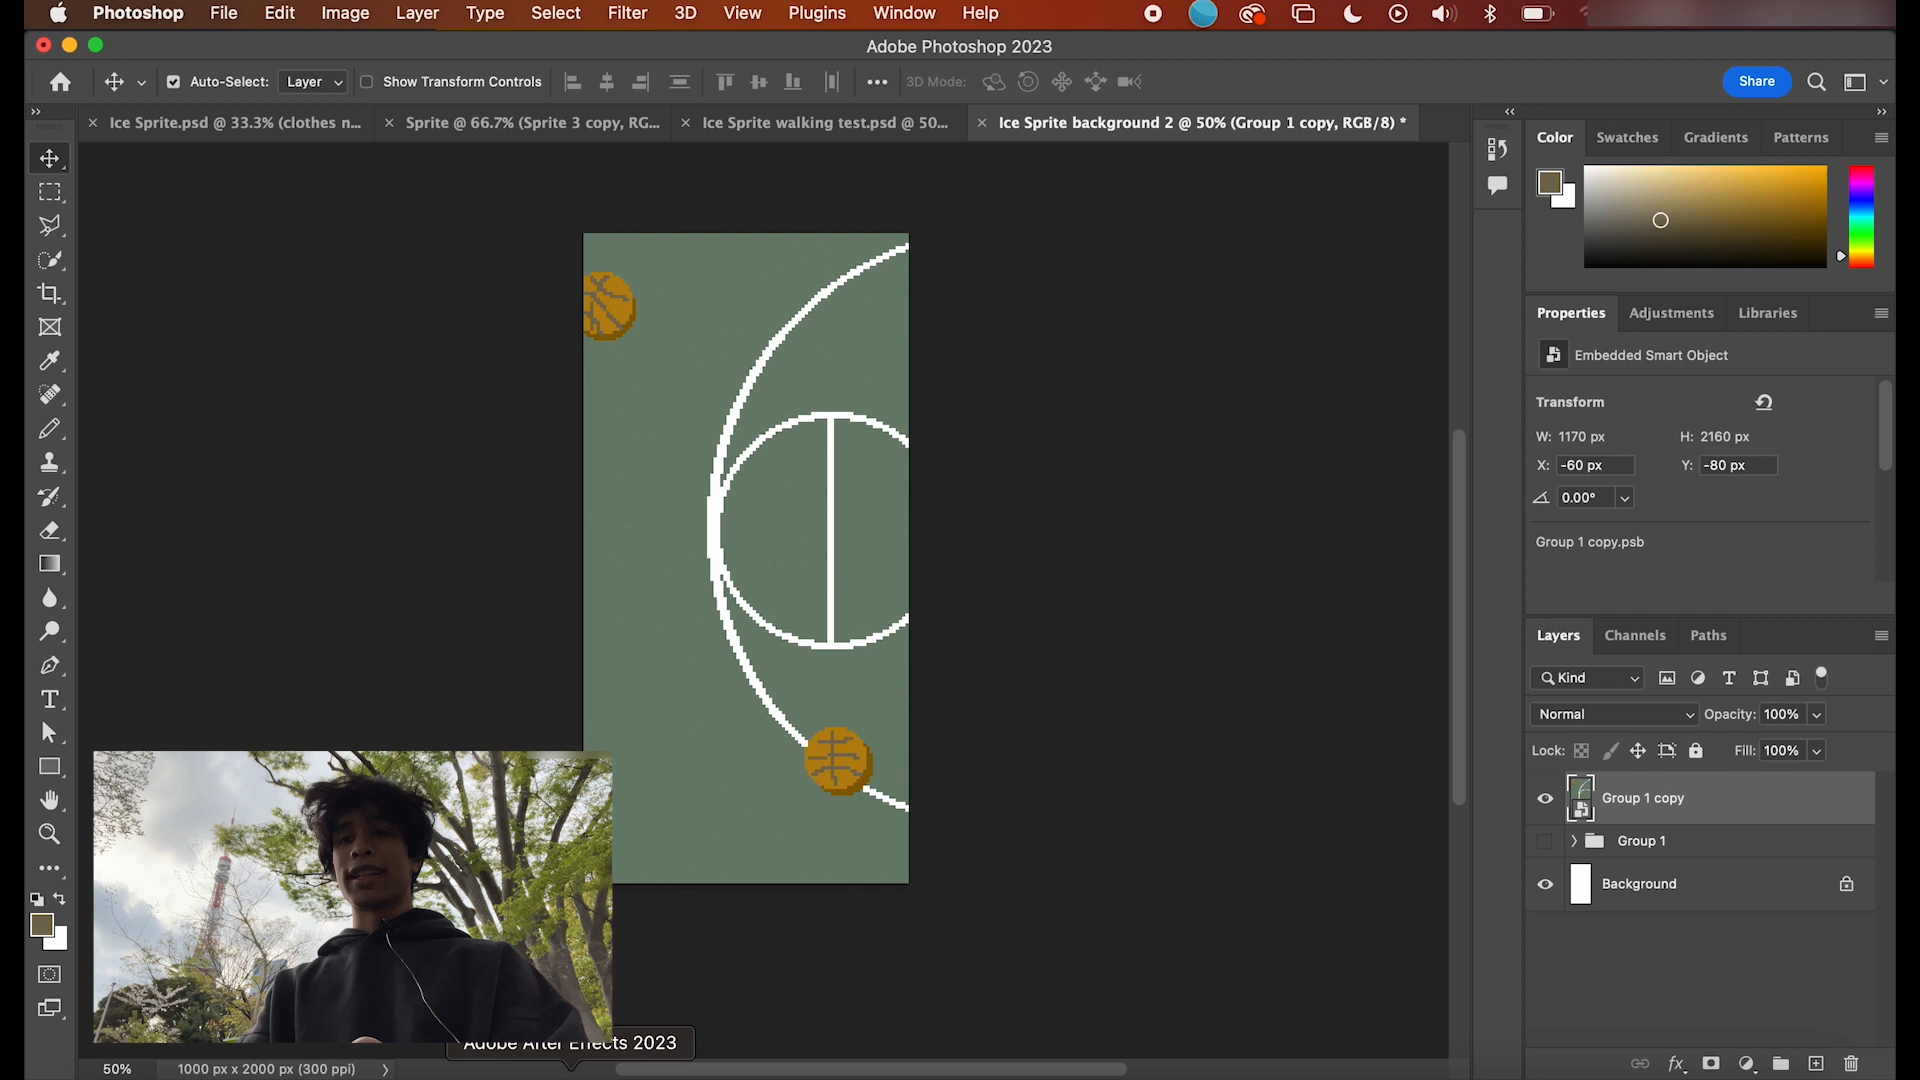 Photoshop File Edit Image Layer Type Select Filter 3D View Plugins Window Help
Adobe Photoshop 2023
Auto-Select: Layer Show Transform Controls 3D Mode: Share
Ice Sprite.psd @ 33.3% (clothes n... Sprite @ 66.7% (Sprite 3 copy, RG... Ice Sprite walking test.psd @ 50... Ice Sprite background 2 @ 50% (Group 1 copy, RGB/8) *
Color Swatches Gradients Patterns
Properties Adjustments Libraries
Embedded Smart Object
Transform
W: 1170 px H: 2160 px
X: -60 px Y: -80 px
0.00°
Group 1 copy.psb
Layers Channels Paths
Kind
Normal Opacity: 100%
Lock: Fill: 100%
Group 1 copy
Group 1
Background
Adobe After Effects 2023
50% 1000 px x 2000 px (300 ppi)